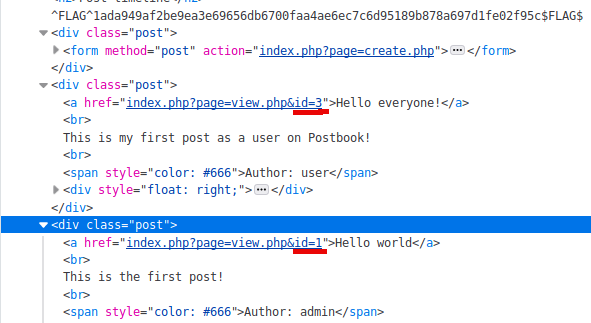 ^FLAG^1ada949af2be9ea3e69656db6700faa4ae6ec7c6d95189b878a697d1fe02f95c$FLAG$
<div class="post">
<form method="post" action="index.php?page=create.php"></form>
</div>
<div class="post">
<a href="index.php?page=view.php&id=3">Hello everyone!</a>
<br>
This is my first post as a user on Postbook!
<br>
<span style="color: #666">Author: user</span>
<div style="float: right;"></div>
</div>
<div class="post">
<a href="index.php?page=view.php&id=1">Hello world</a>
<br>
This is the first post!
<br>
<span style="color: #666">Author: admin</span>